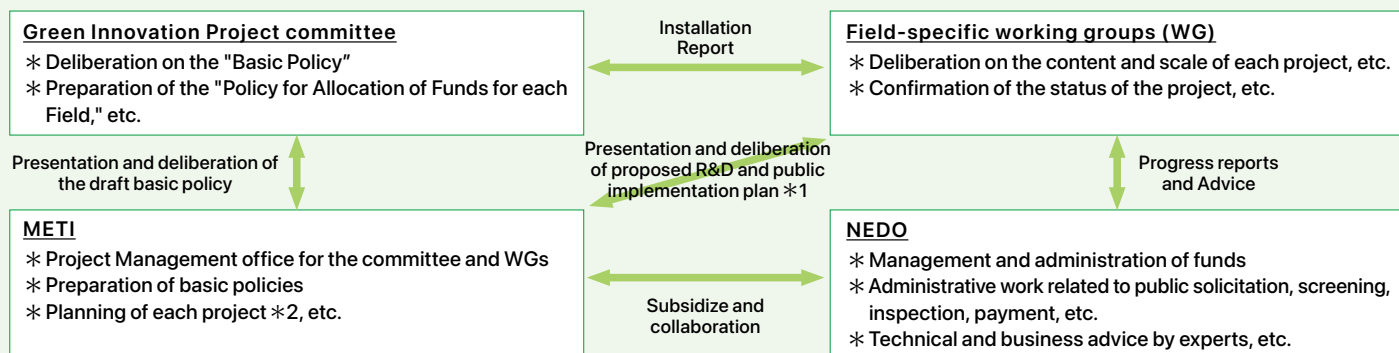 Green Innovation Project committee
＊Deliberation on the "Basic Policy”
＊Preparation of the "Policy for Allocation of Funds for each
Field," etc.
Installation
Report
Field-specific working groups (WG)
＊Deliberation on the content and scale of each project, etc.
＊Confirmation of the status of the project, etc.
Presentation and deliberation of
the draft basic policy
Presentation and deliberation
of proposed R&D and public
implementation plan ＊1
Progress reports
and Advice
METI
＊Project Management office for the committee and WGs
＊Preparation of basic policies
＊Planning of each project ＊2, etc.
Subsidize and
collaboration
NEDO
＊Management and administration of funds
＊Administrative work related to public solicitation, screening,
inspection, payment, etc.
＊Technical and business advice by experts, etc.